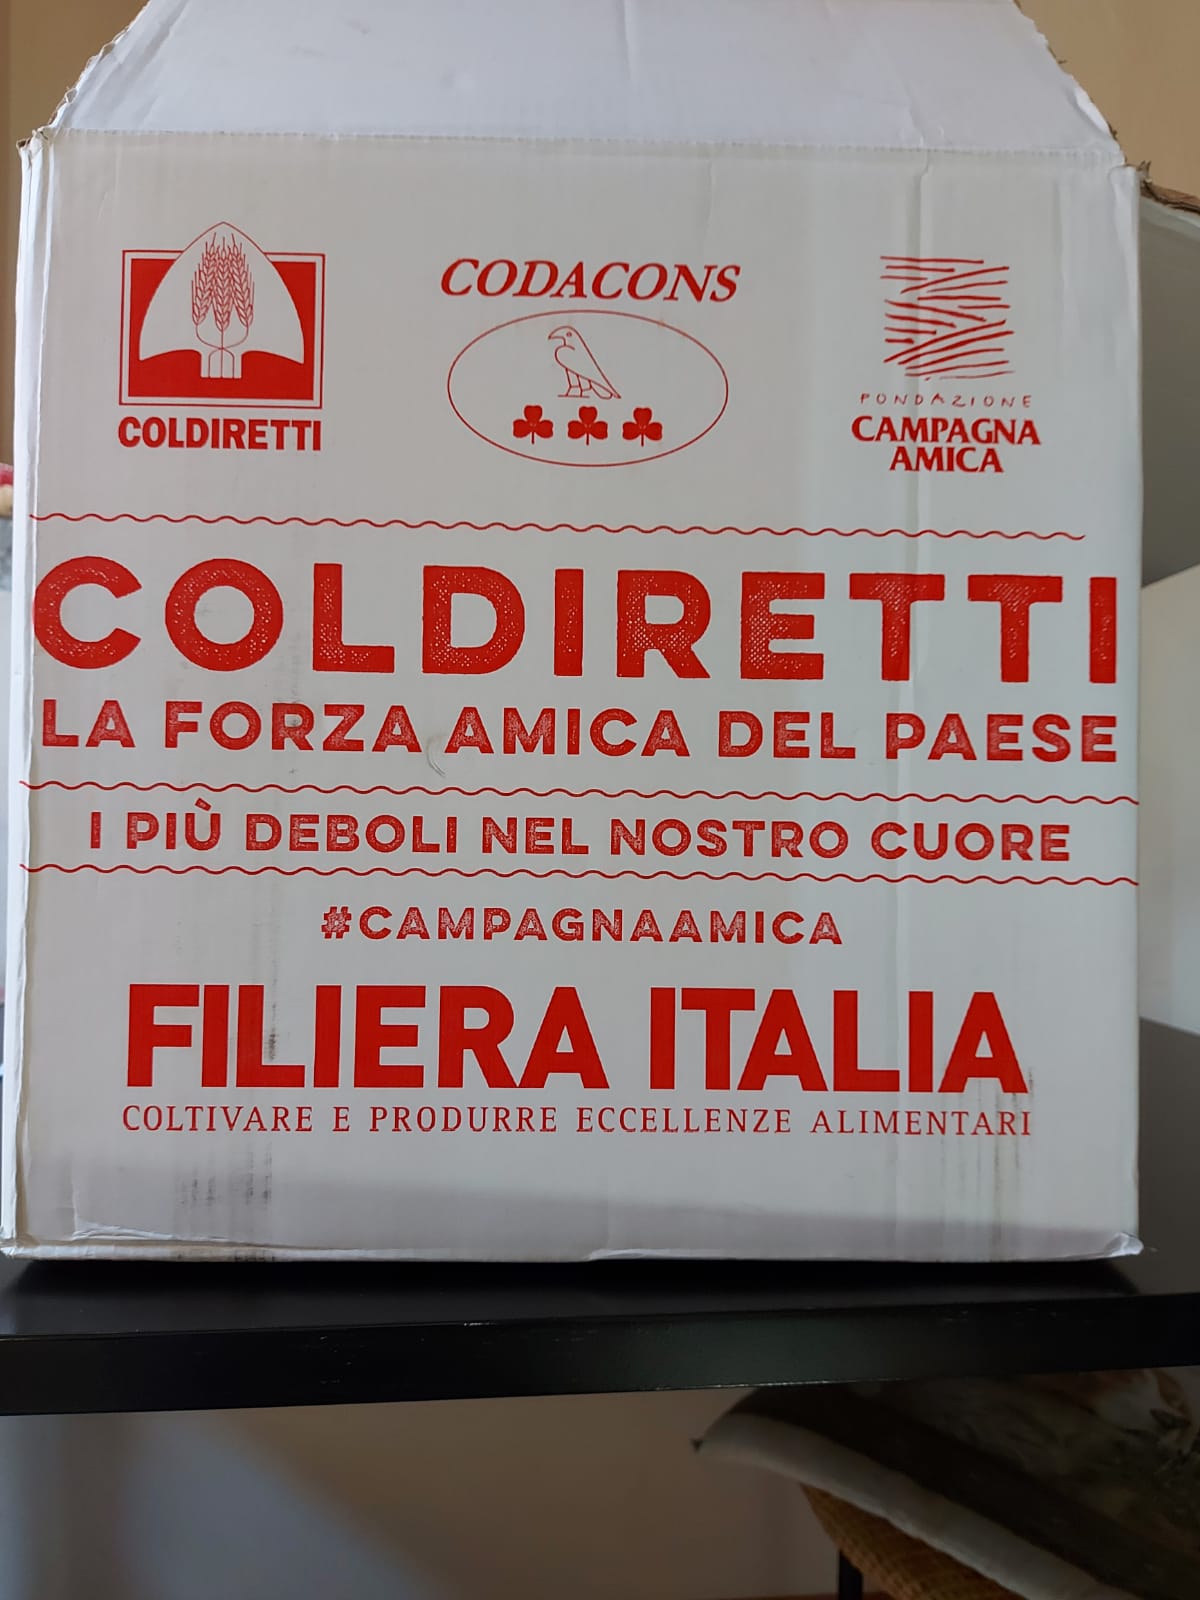 CODACONS
COLDIRETTI
FONDAZIONE
CAMPAGNA
AMICA
COLDIRETTI
LA FORZA AMICA DEL PAESE
I PIÙ DEBOLI NEL NOSTRO CUORE
#CAMPAGNAAMICA
FILIERA ITALIA
COLTIVARE E PRODURRE ECCELLENZE ALIMENTARI